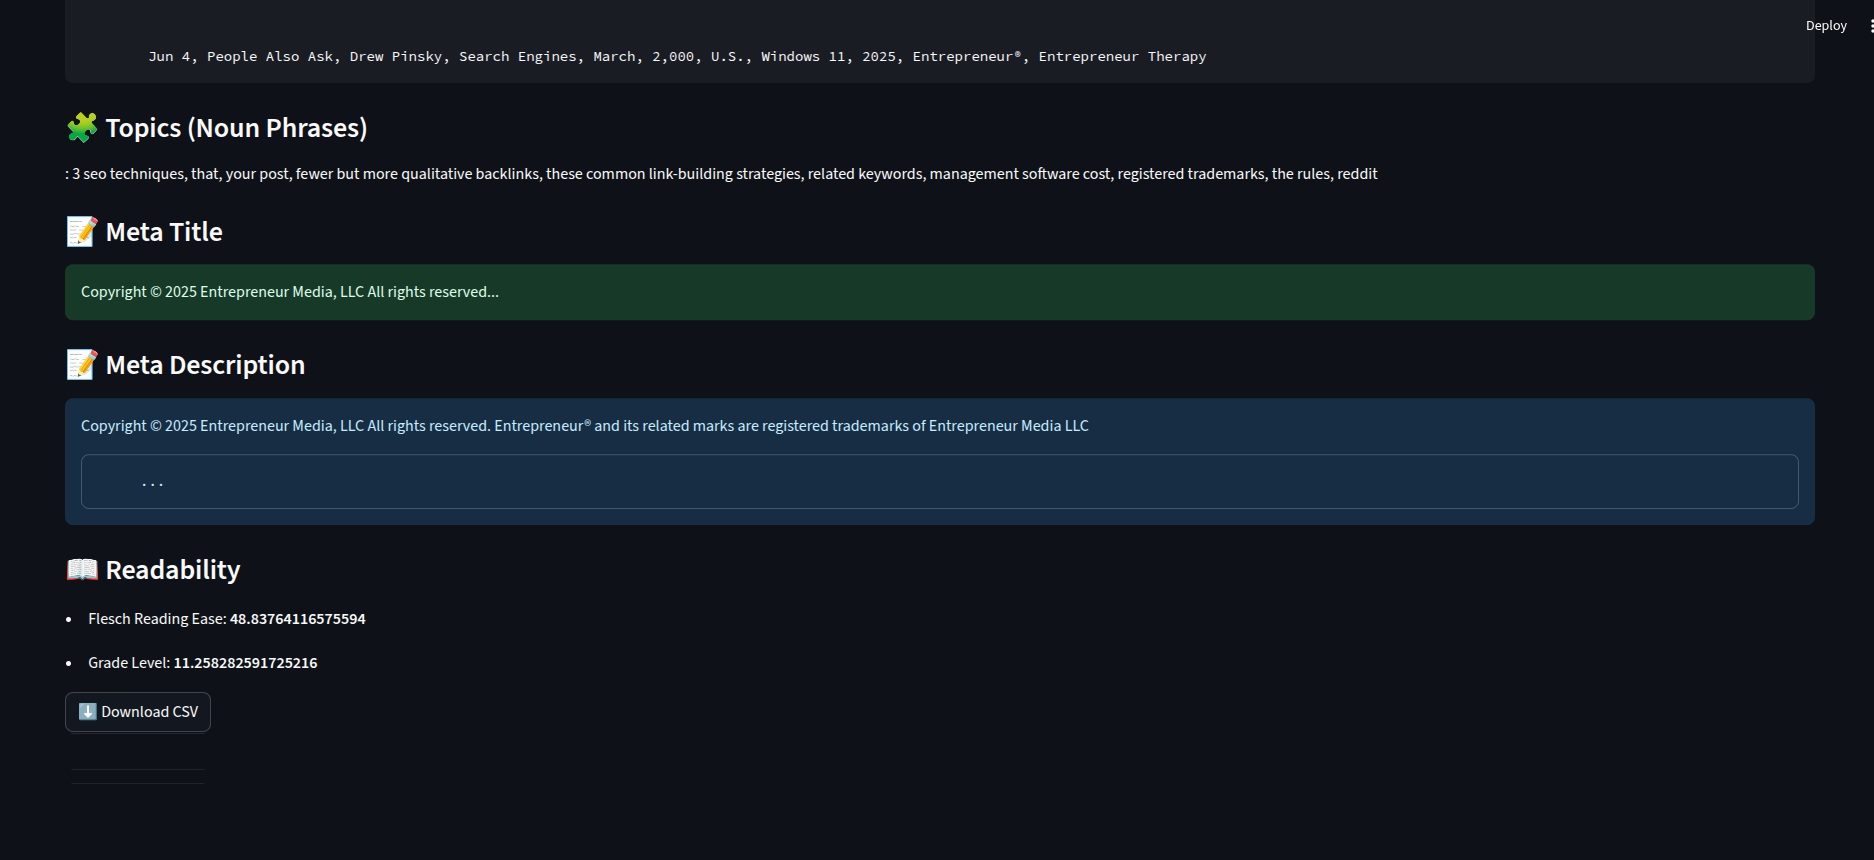 Deploy
Jun 4, People Also Ask, Drew Pinsky, Search Engines, March, 2,000, U.S., Windows 11, 2025, Entrepreneur®, Entrepreneur Therapy
Topics (Noun Phrases)
: 3 seo techniques, that, your post, fewer but more qualitative backlinks, these common link-building strategies, related keywords, management software cost, registered trademarks, the rules, reddit
Meta Title
Copyright © 2025 Entrepreneur Media, LLC All rights reserved...
Meta Description
Copyright © 2025 Entrepreneur Media, LLC All rights reserved. Entrepreneur® and its related marks are registered trademarks of Entrepreneur Media LLC
...
Readability
• Flesch Reading Ease: 48.83764116575594
• Grade Level: 11.258282591725216
Download CSV